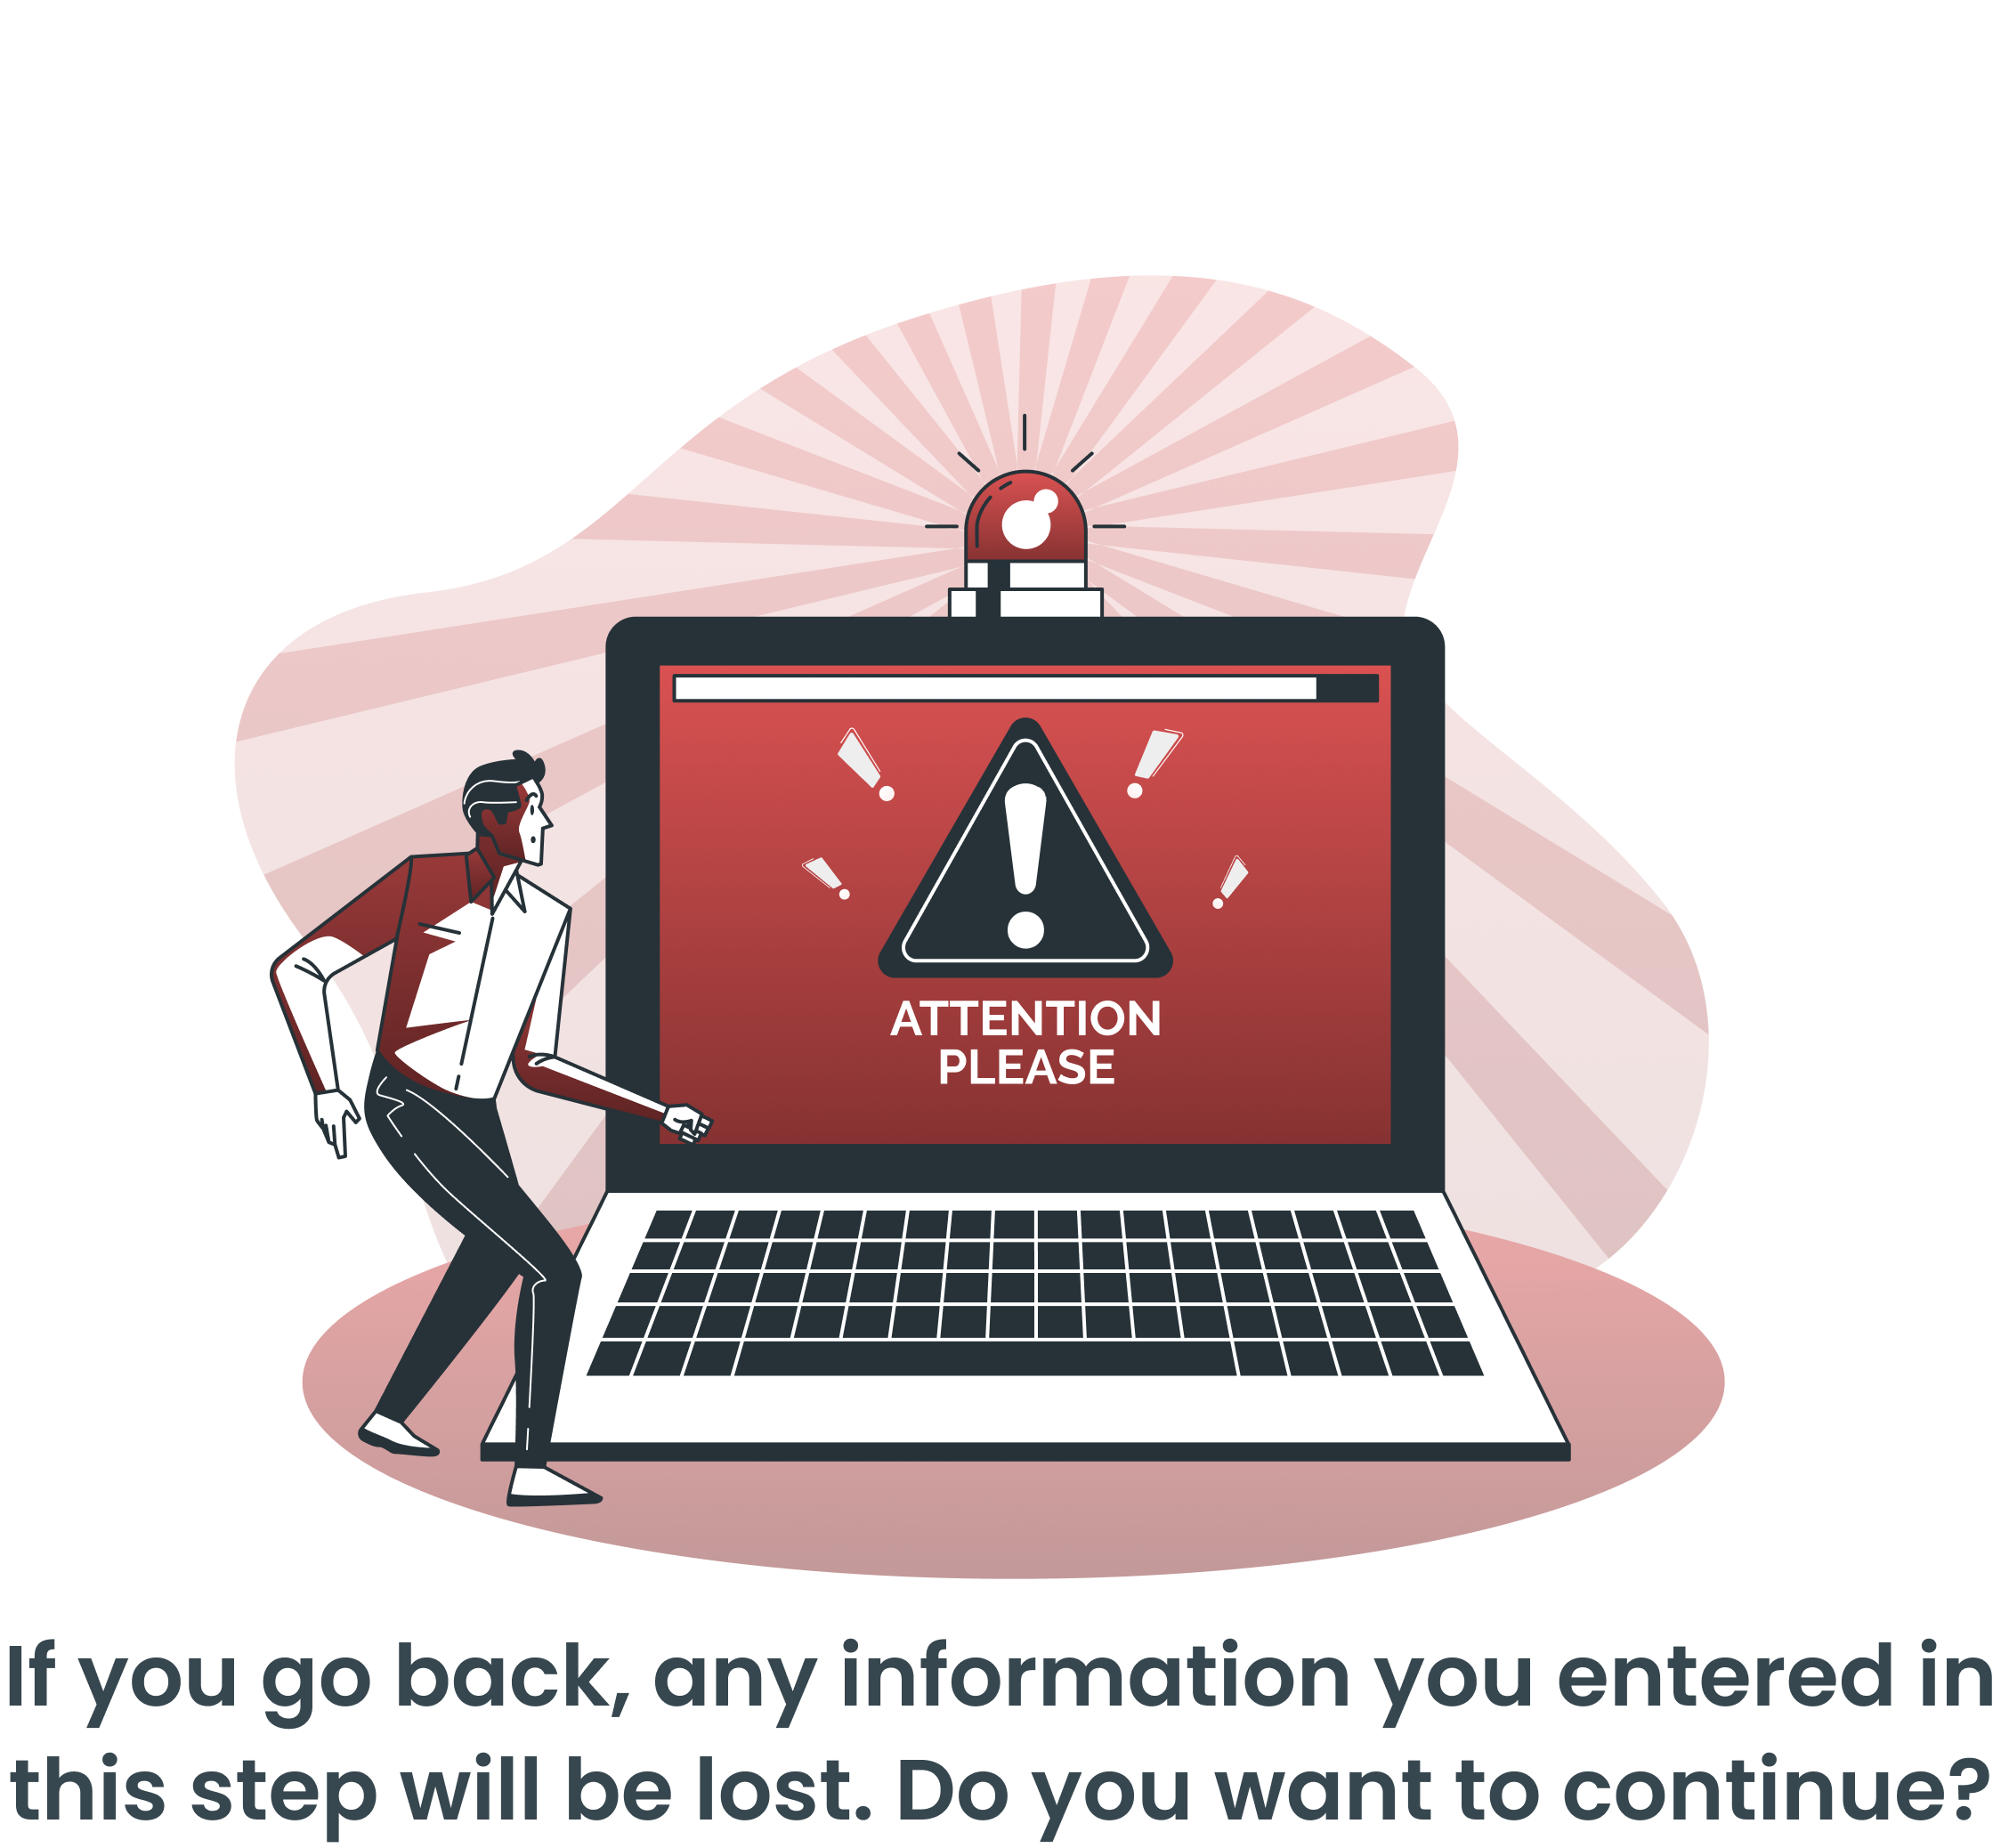 ATTENTION
PLEASE
If you go back, any information you entered in
this step will be lost. Do you want to continue?